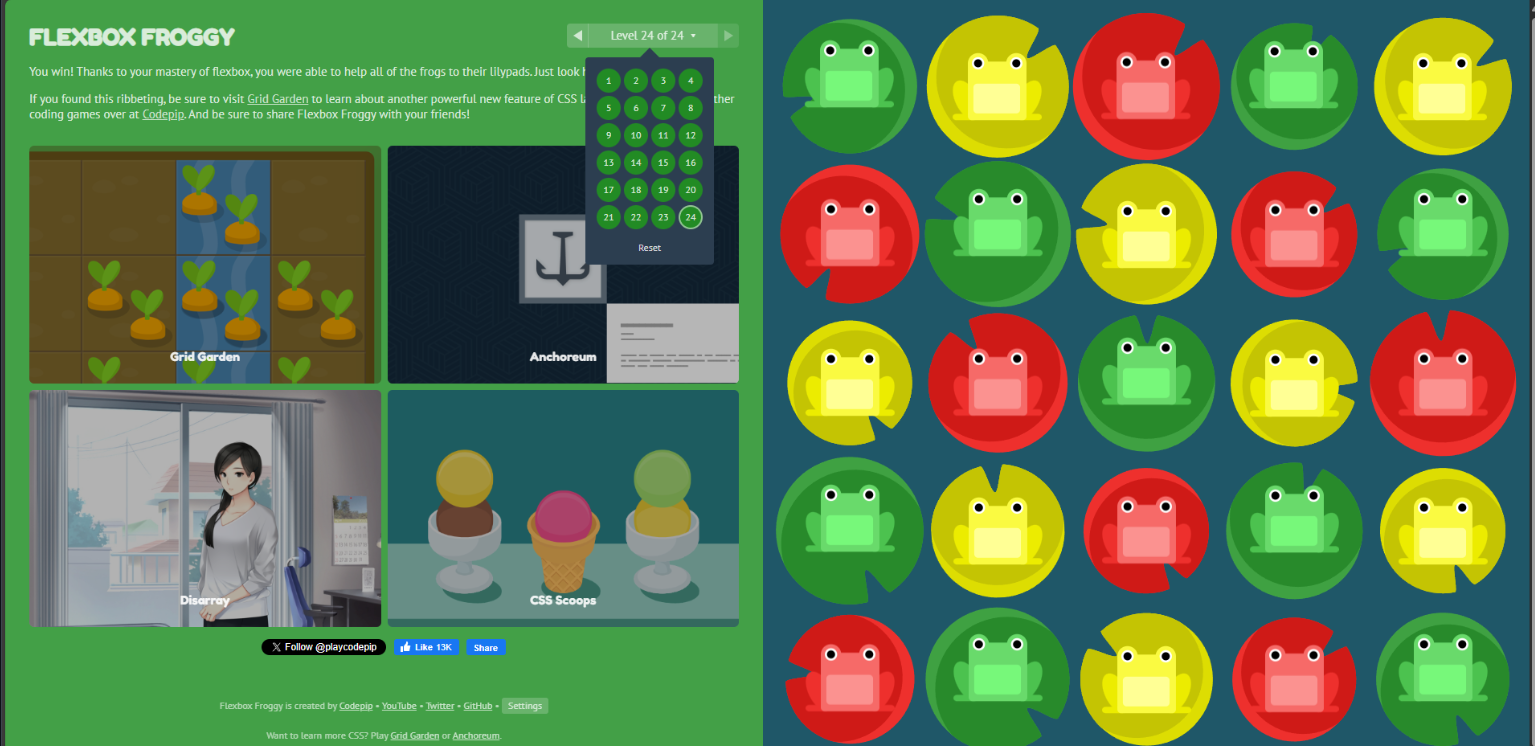 FLEXBOX FROGGY
Level 24 of 24
You win! Thanks to your mastery of flexbox, you were able to help all of the frogs to their lilypads. Just look
If you found this ribbeting, be sure to visit Grid Garden to learn about another powerful new feature of CSS
coding games over at Codepip. And be sure to share Flexbox Froggy with your friends!
1 2 3 4
5 6 7 8
9 10 11 12
13 14 15 16
17 18 19 20
21 22 23 24
Reset
Grid Garden
Anchoreum
Disarray
CSS Scoops
Follow @playcodepip
Like 13K
Share
Flexbox Froggy is created by Codepip • YouTube • Twitter • GitHub • Settings
Want to learn more CSS? Play Grid Garden or Anchoreum.